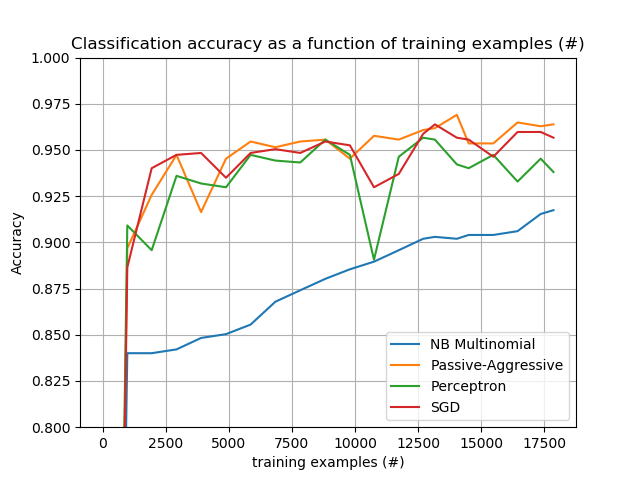 Classification accuracy as a function of training examples (#)
1.000
0.975
0.950
0.925
0.900
0.875
0.850
0.825
0.800
Accuracy
NB Multinomial
Passive-Aggressive
Perceptron
SGD
0 2500 5000 7500 10000 12500 15000 17500
training examples (#)